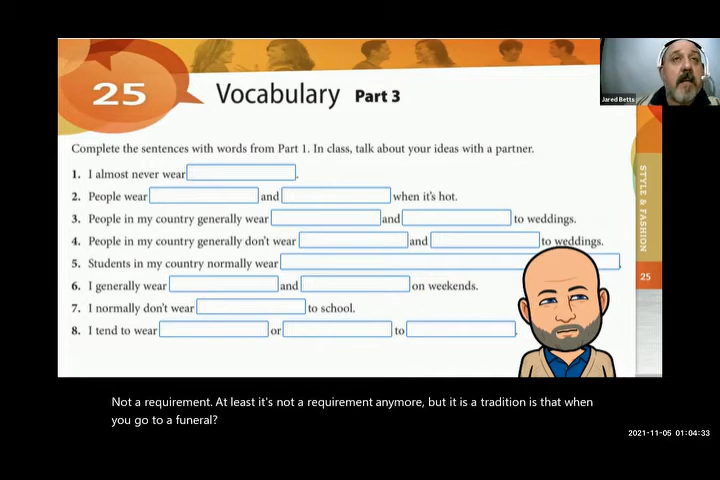 25
Vocabulary Part 3
Jared Betts
Complete the sentences with words from Part 1. In class, talk about your ideas with a partner.
1. I almost never wear .
2. People wear and when it's hot.
3. People in my country generally wear and to weddings.
4. People in my country generally don't wear and to weddings.
5. Students in my country normally wear .
6. I generally wear and on weekends.
7. I normally don't wear to school.
8. I tend to wear or to .
STYLE & FASHION
25
Not a requirement. At least it's not a requirement anymore, but it is a tradition is that when
you go to a funeral?
2021-11-05 01:04:33